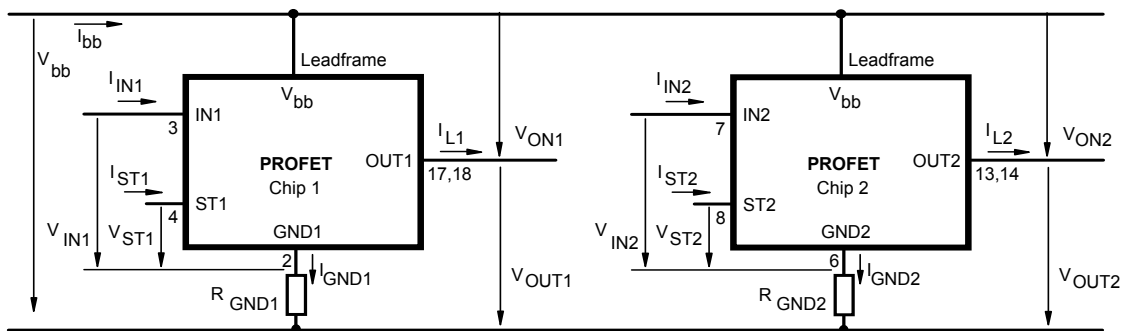 I bb
V bb
Leadframe
V bb
I IN1
IN1
3
I L1
V ON1
PROFET
Chip 1
OUT1
17,18
I ST1
ST1
4
V IN1
V ST1
GND1
2
I GND1
R GND1
V OUT1
Leadframe
V bb
I IN2
IN2
7
I L2
V ON2
PROFET
Chip 2
OUT2
13,14
I ST2
ST2
8
V IN2
V ST2
GND2
6
I GND2
R GND2
V OUT2